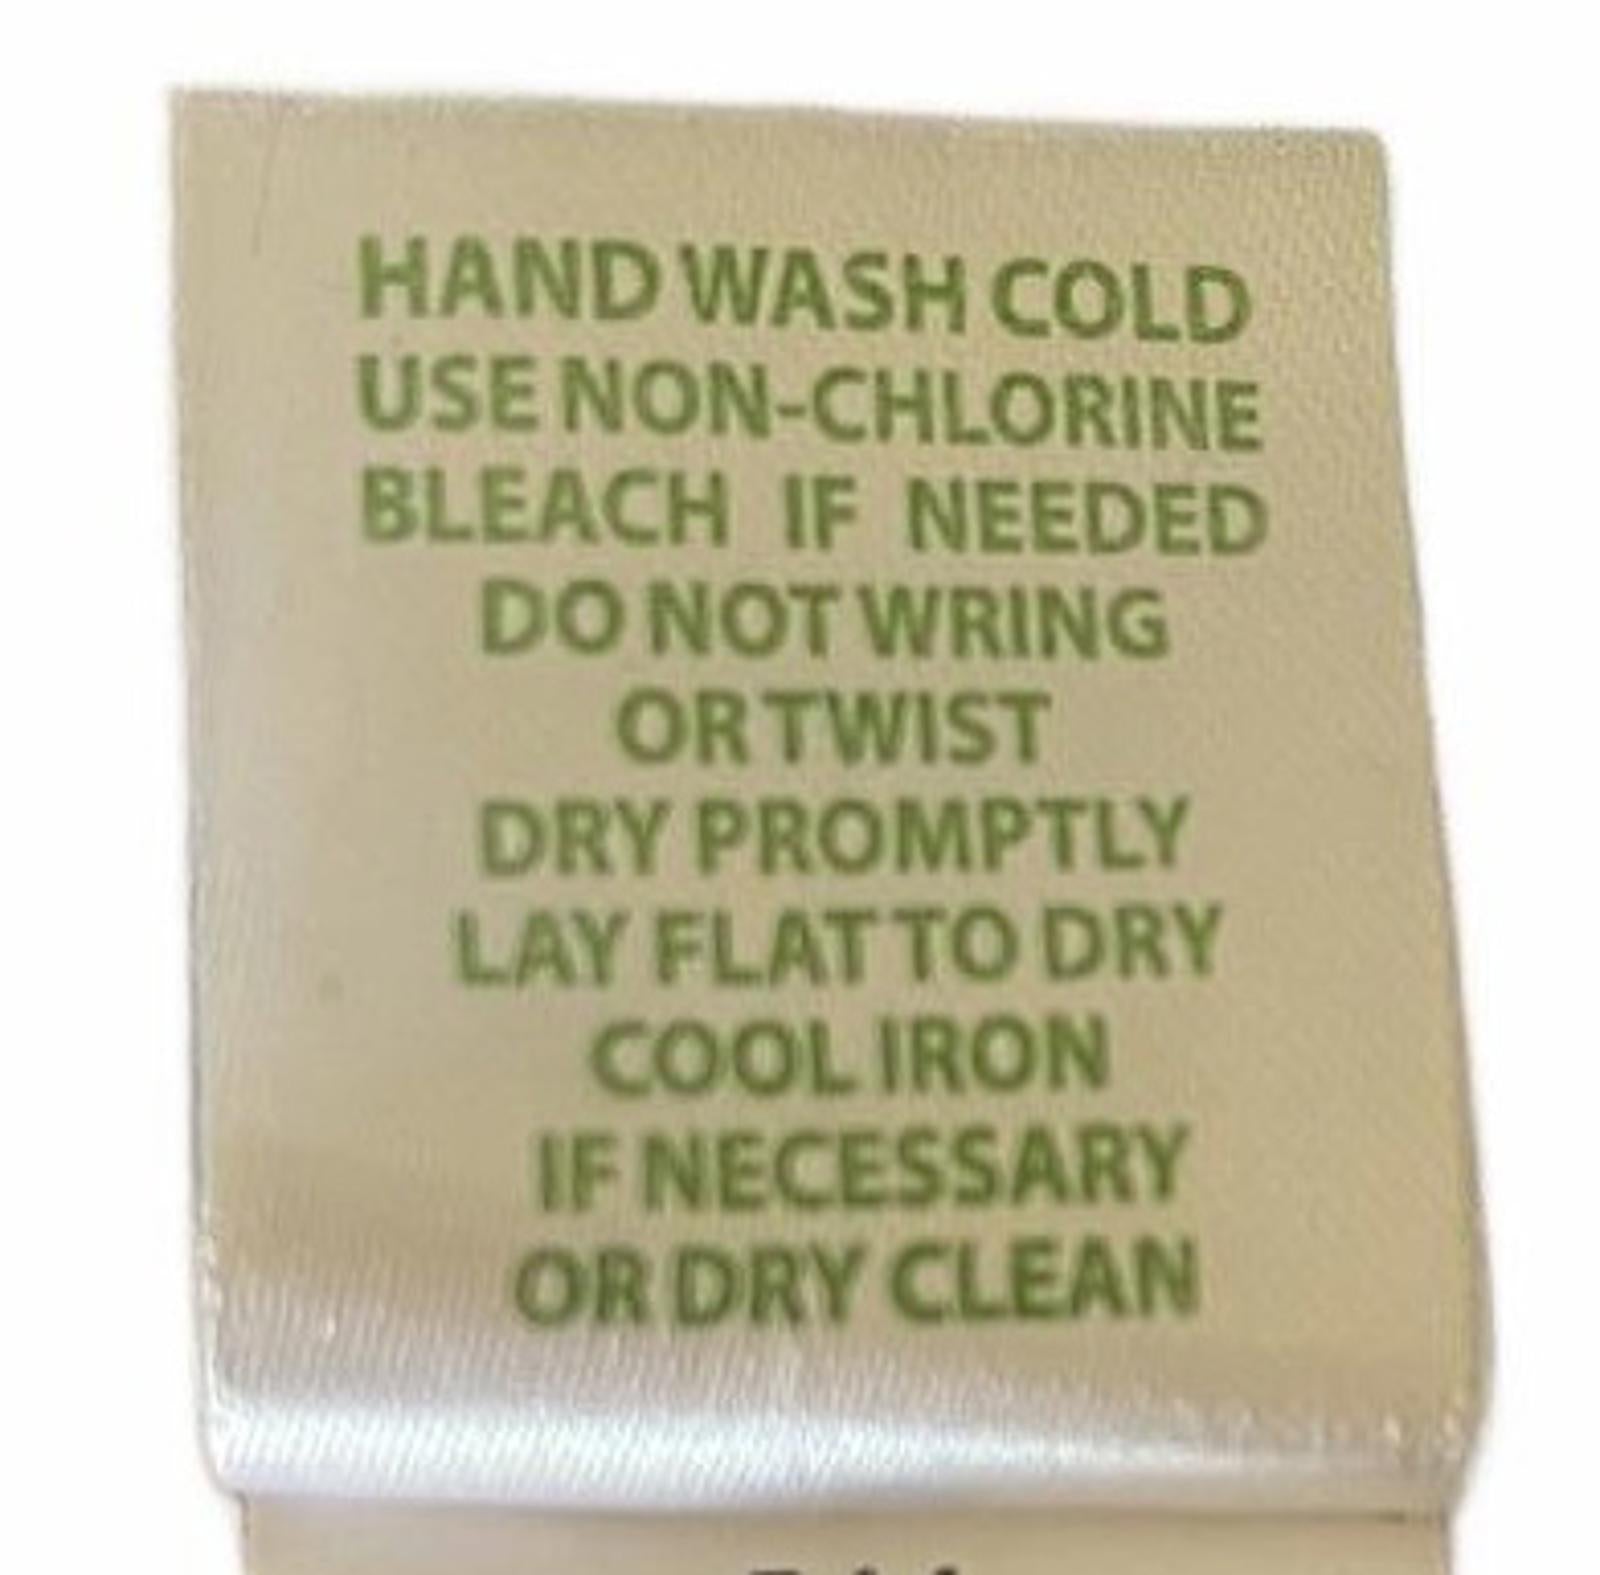 HAND WASH COLD
USE NON-CHLORINE
BLEACH IF NEEDED
DO NOT WRING
OR TWIST
DRY PROMPTLY
LAY FLAT TO DRY
COOL IRON
IF NECESSARY
OR DRY CLEAN